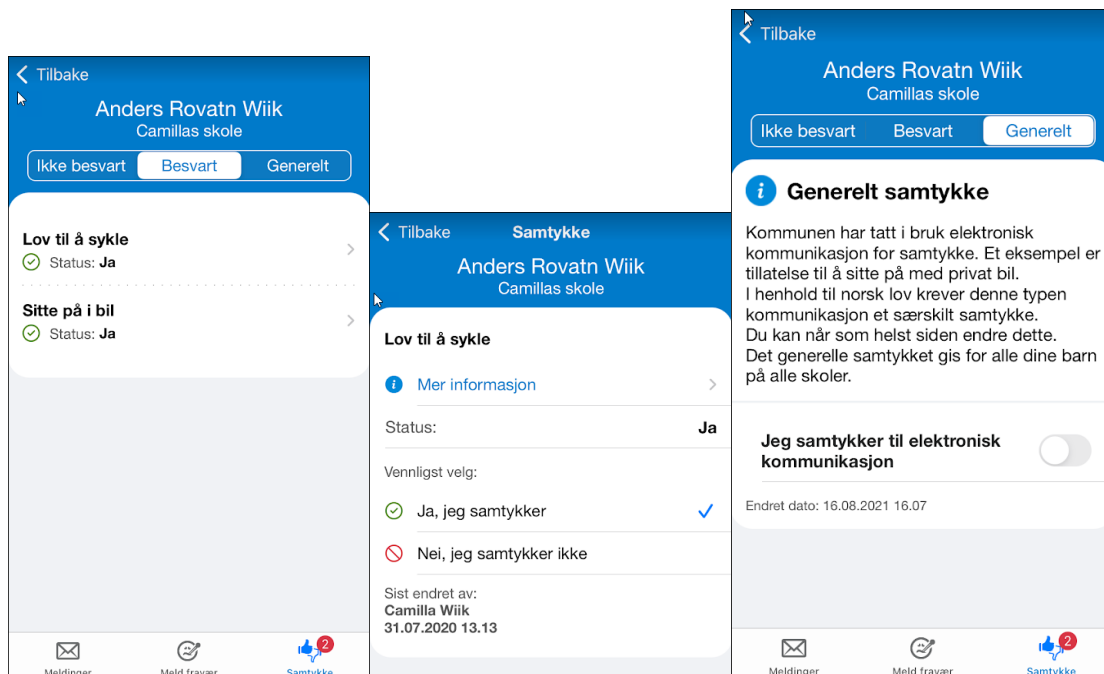 Tilbake
Anders Rovatn Wiik
Camillas skole
Ikke besvart Besvart Generelt
Lov til å sykle
Status: Ja
Sitte på i bil
Status: Ja
Meldinger Meld fravær Samtykke
2
Tilbake Samtykke
Anders Rovatn Wiik
Camillas skole
Lov til å sykle
i Mer informasjon
Status: Ja
Vennligst velg:
Ja, jeg samtykker
Nei, jeg samtykker ikke
Sist endret av:
Camilla Wiik
31.07.2020 13.13
Tilbake
Anders Rovatn Wiik
Camillas skole
Ikke besvart Besvart Generelt
i Generelt samtykke
Kommunen har tatt i bruk elektronisk
kommunikasjon for samtykke. Et eksempel er
tillatelse til å sitte på med privat bil.
I henhold til norsk lov krever denne typen
kommunikasjon et særskilt samtykke.
Du kan når som helst siden endre dette.
Det generelle samtykket gis for alle dine barn
på alle skoler.
Jeg samtykker til elektronisk
kommunikasjon
Endret dato: 16.08.2021 16.07
Meldinger Meld fravær Samtykke
2